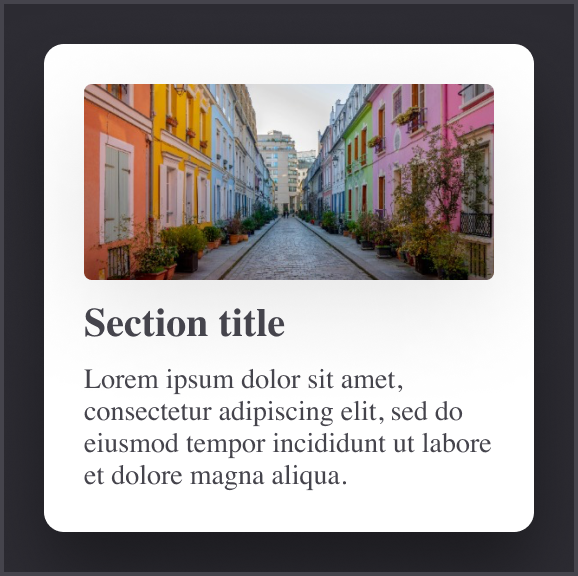 Section title
Lorem ipsum dolor sit amet,
consectetur adipiscing elit, sed do
eiusmod tempor incididunt ut labore
et dolore magna aliqua.